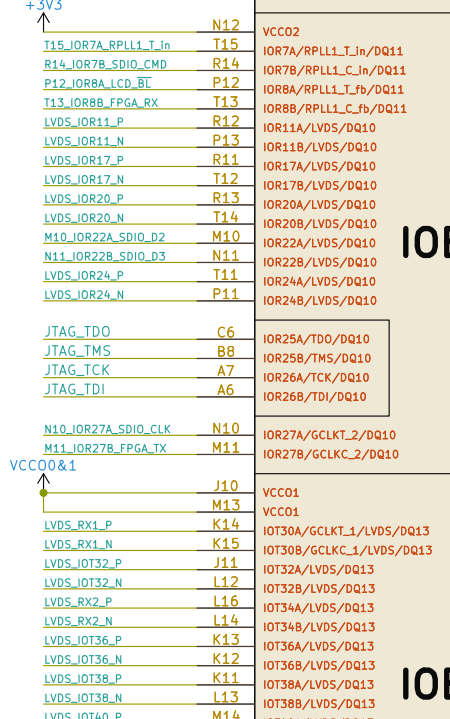 +3V3
N12 VCCO2
T15_IOR7A_RPLL1_T_in T15 IOR7A/RPLL1_T_in/DQ11
R14_IOR7B_SDIO_CMD R14 IOR7B/RPLL1_C_in/DQ11
P12_IOR8A_LCD_BL P12 IOR8A/RPLL1_T_fb/DQ11
T13_IOR8B_FPGA_RX T13 IOR8B/RPLL1_C_fb/DQ11
LVDS_IOR11_P R12 IOR11A/LVDS/DQ10
LVDS_IOR11_N P13 IOR11B/LVDS/DQ10
LVDS_IOR17_P R11 IOR17A/LVDS/DQ10
LVDS_IOR17_N T12 IOR17B/LVDS/DQ10
LVDS_IOR20_P R13 IOR20A/LVDS/DQ10
LVDS_IOR20_N T14 IOR20B/LVDS/DQ10
M10_IOR22A_SDIO_D2 M10 IOR22A/LVDS/DQ10
IOB
N11_IOR22B_SDIO_D3 N11 IOR22B/LVDS/DQ10
LVDS_IOR24_P T11 IOR24A/LVDS/DQ10
LVDS_IOR24_N P11 IOR24B/LVDS/DQ10
JTAG_TDO C6 IOR25A/TDO/DQ10
JTAG_TMS B8 IOR25B/TMS/DQ10
JTAG_TCK A7 IOR26A/TCK/DQ10
JTAG_TDI A6 IOR26B/TDI/DQ10
N10_IOR27A_SDIO_CLK N10 IOR27A/GCLKT_2/DQ10
M11_IOR27B_FPGA_TX M11 IOR27B/GCLKC_2/DQ10
VCCO0&1
J10 VCCO1
M13 VCCO1
LVDS_RX1_P K14 IOT30A/GCLKT_1/LVDS/DQ13
LVDS_RX1_N K15 IOT30B/GCLKC_1/LVDS/DQ13
LVDS_IOT32_P J11 IOT32A/LVDS/DQ13
LVDS_IOT32_N L12 IOT32B/LVDS/DQ13
LVDS_RX2_P L16 IOT34A/LVDS/DQ13
LVDS_RX2_N L14 IOT34B/LVDS/DQ13
LVDS_IOT36_P K13 IOT36A/LVDS/DQ13
LVDS_IOT36_N K12 IOT36B/LVDS/DQ13
LVDS_IOT38_P K11 IOT38A/LVDS/DQ13
IOB
LVDS_IOT38_N L13 IOT38B/LVDS/DQ13
LVDS_IOT40_P M14